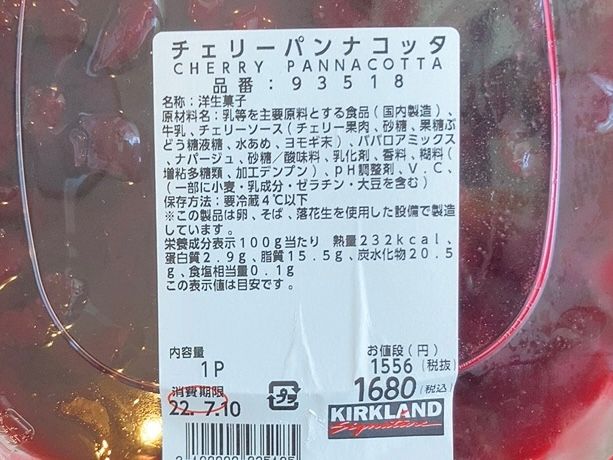 チェリーパンナコッタ
CHERRY PANNACOTTA
品番:93518
名称:洋生菓子
原材料名:乳等を主要原料とする食品(国内製造)、
牛乳、チェリーソース(チェリー果肉、砂糖、果糖ぶ
どう糖液糖、水あめ、ヨモギ末)、ババロアミックス
、ナパージュ、砂糖/酸味料、乳化剤、香料、糊料(
増粘多糖類、加工デンプン)、pH調整剤、V.C、
(一部に小麦・乳成分・ゼラチン・大豆を含む)
保存方法:要冷蔵4℃以下
※この製品は卵、そば、落花生を使用した設備で製造
しています。
栄養成分表示100g当たり 熱量232kcal、
蛋白質2.9g、脂質15.5g、炭水化物20.5
g、食塩相当量0.1g
この表示値は目安です。
内容量
1P
お値段(円)
1556(税抜)
1680(税込)
消費期限
22. 7.10
プラ
KIRKLAND
Signature